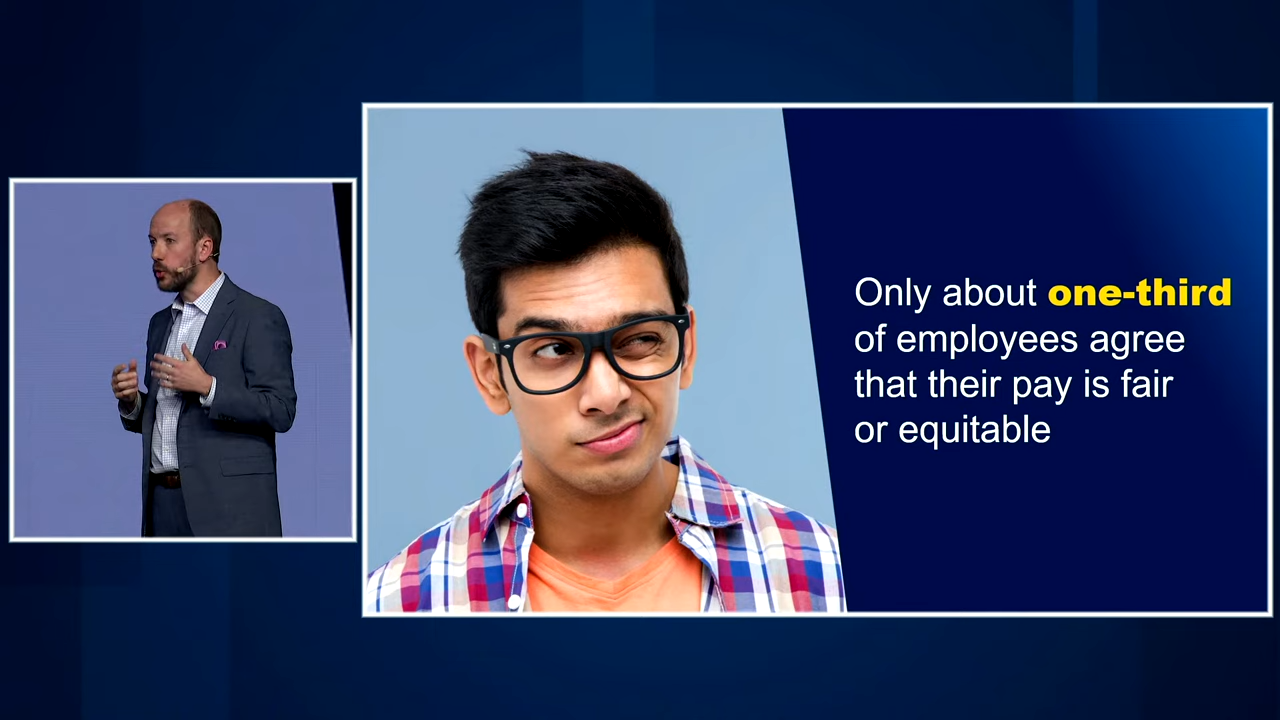 Only about one-third
of employees agree
that their pay is fair
or equitable